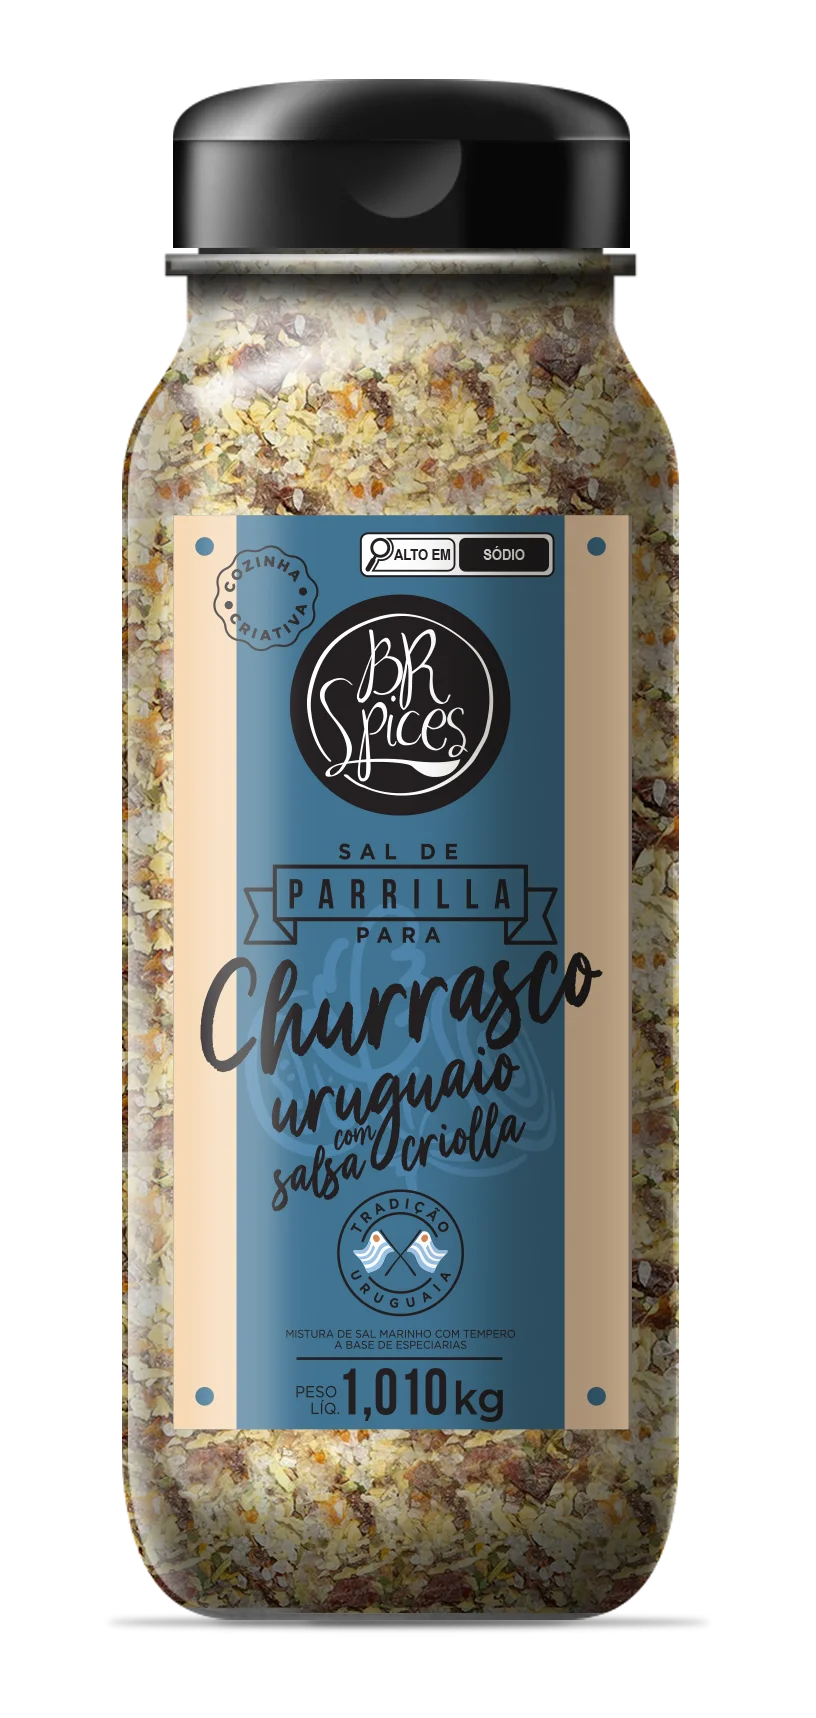 ALTO EM SÓDIO
COZINHA
CRIATIVA
BR
Spices
SAL DE
PARRILLA
PARA
Churrasco
uruguaio
com
salsa criolla
TRADIÇÃO
URUGUAIA
MISTURA DE SAL MARINHO COM TEMPERO
A BASE DE ESPECIARIAS
PESO
LÍQ. 1,010kg